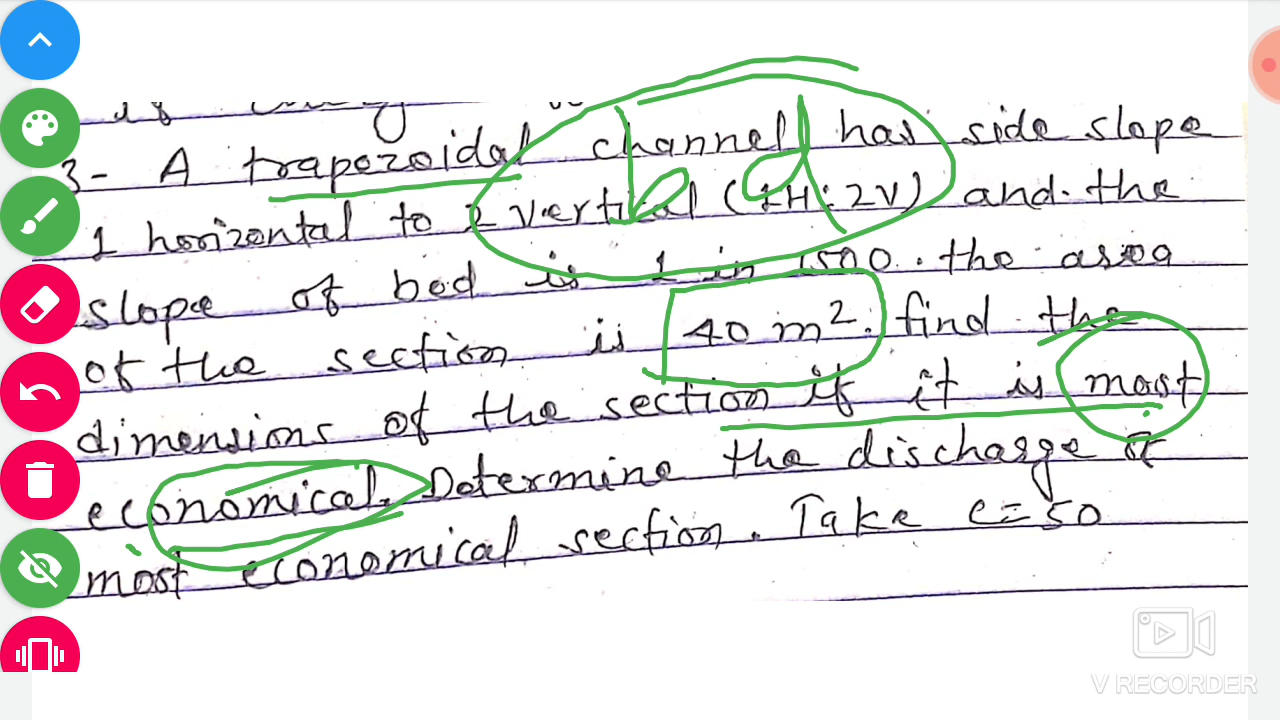 3- A trapezoidal channel has side slope
1 horizontal to 2 vertical (1H:2V) and the
slope of bed is 1 in 1500. the area
of the section is 40 m². find the
dimensions of the section if it is most
economical. Determine the discharge of
most economical section. Take c=50
b d
V RECORDER